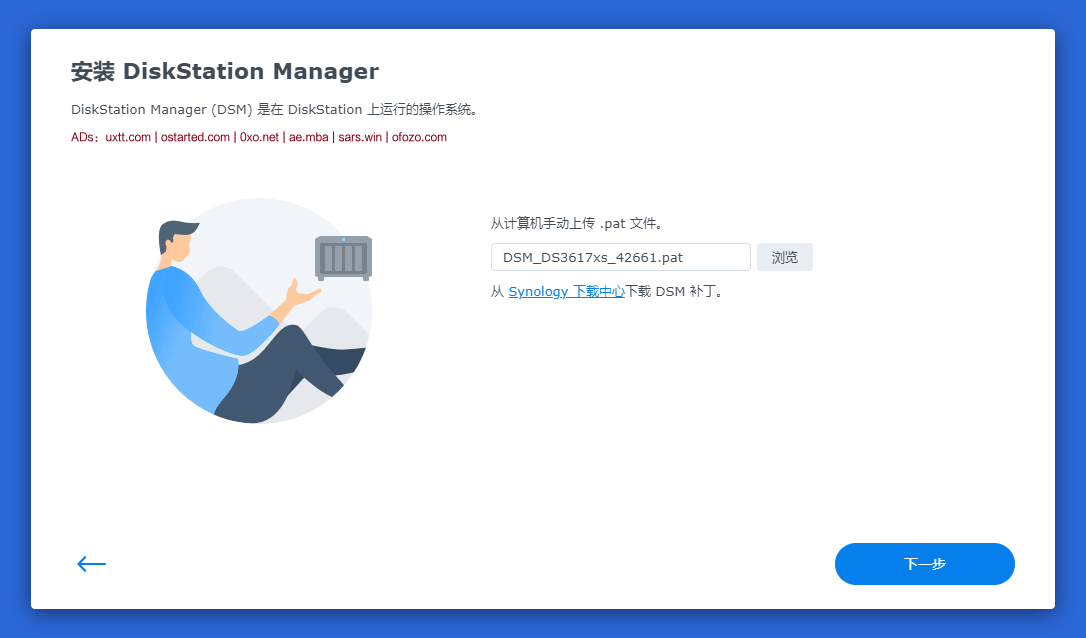 安装 DiskStation Manager
DiskStation Manager (DSM) 是在 DiskStation 上运行的操作系统。
ADs：uxtt.com | ostarted.com | 0xo.net | ae.mba | sars.win | ofozo.com
从计算机手动上传 .pat 文件。
DSM_DS3617xs_42661.pat 浏览
从 Synology 下载中心下载 DSM 补丁。
下一步